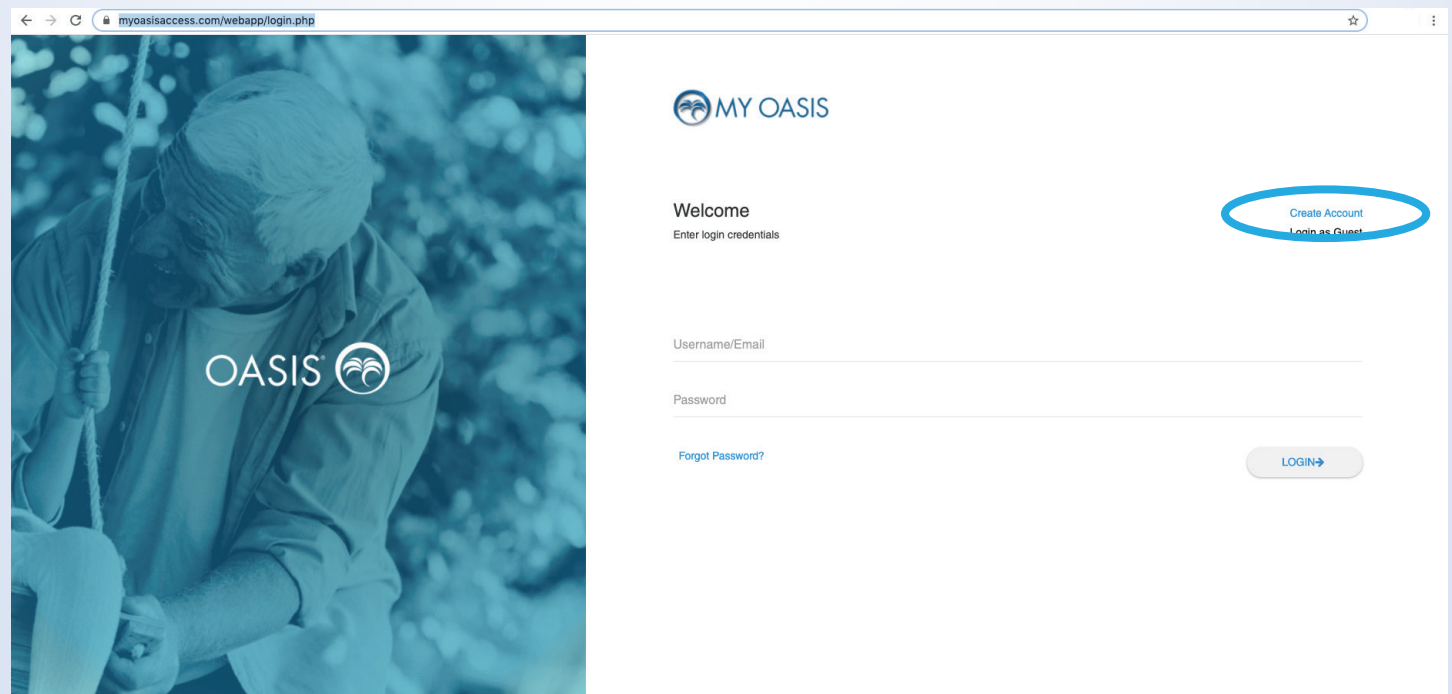 myoasisaccess.com/webapp/login.php
MY OASIS
Welcome
Create Account
Enter login credentials
Login as Guest
Username/Email
OASIS
Password
Forgot Password?
LOGIN→